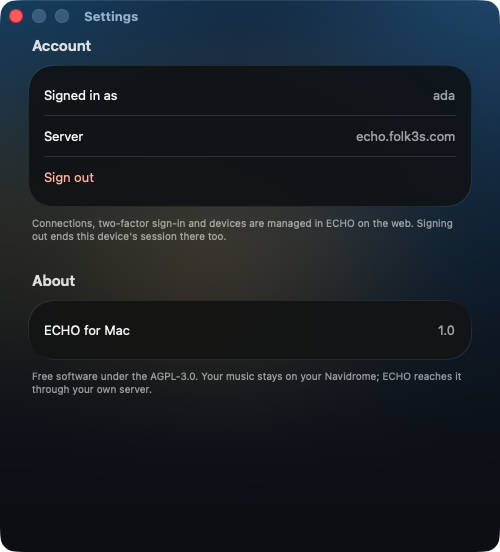 Settings
Account
Signed in as ada
Server echo.folk3s.com
Sign out
Connections, two-factor sign-in and devices are managed in ECHO on the web. Signing
out ends this device's session there too.
About
ECHO for Mac 1.0
Free software under the AGPL-3.0. Your music stays on your Navidrome; ECHO reaches it
through your own server.